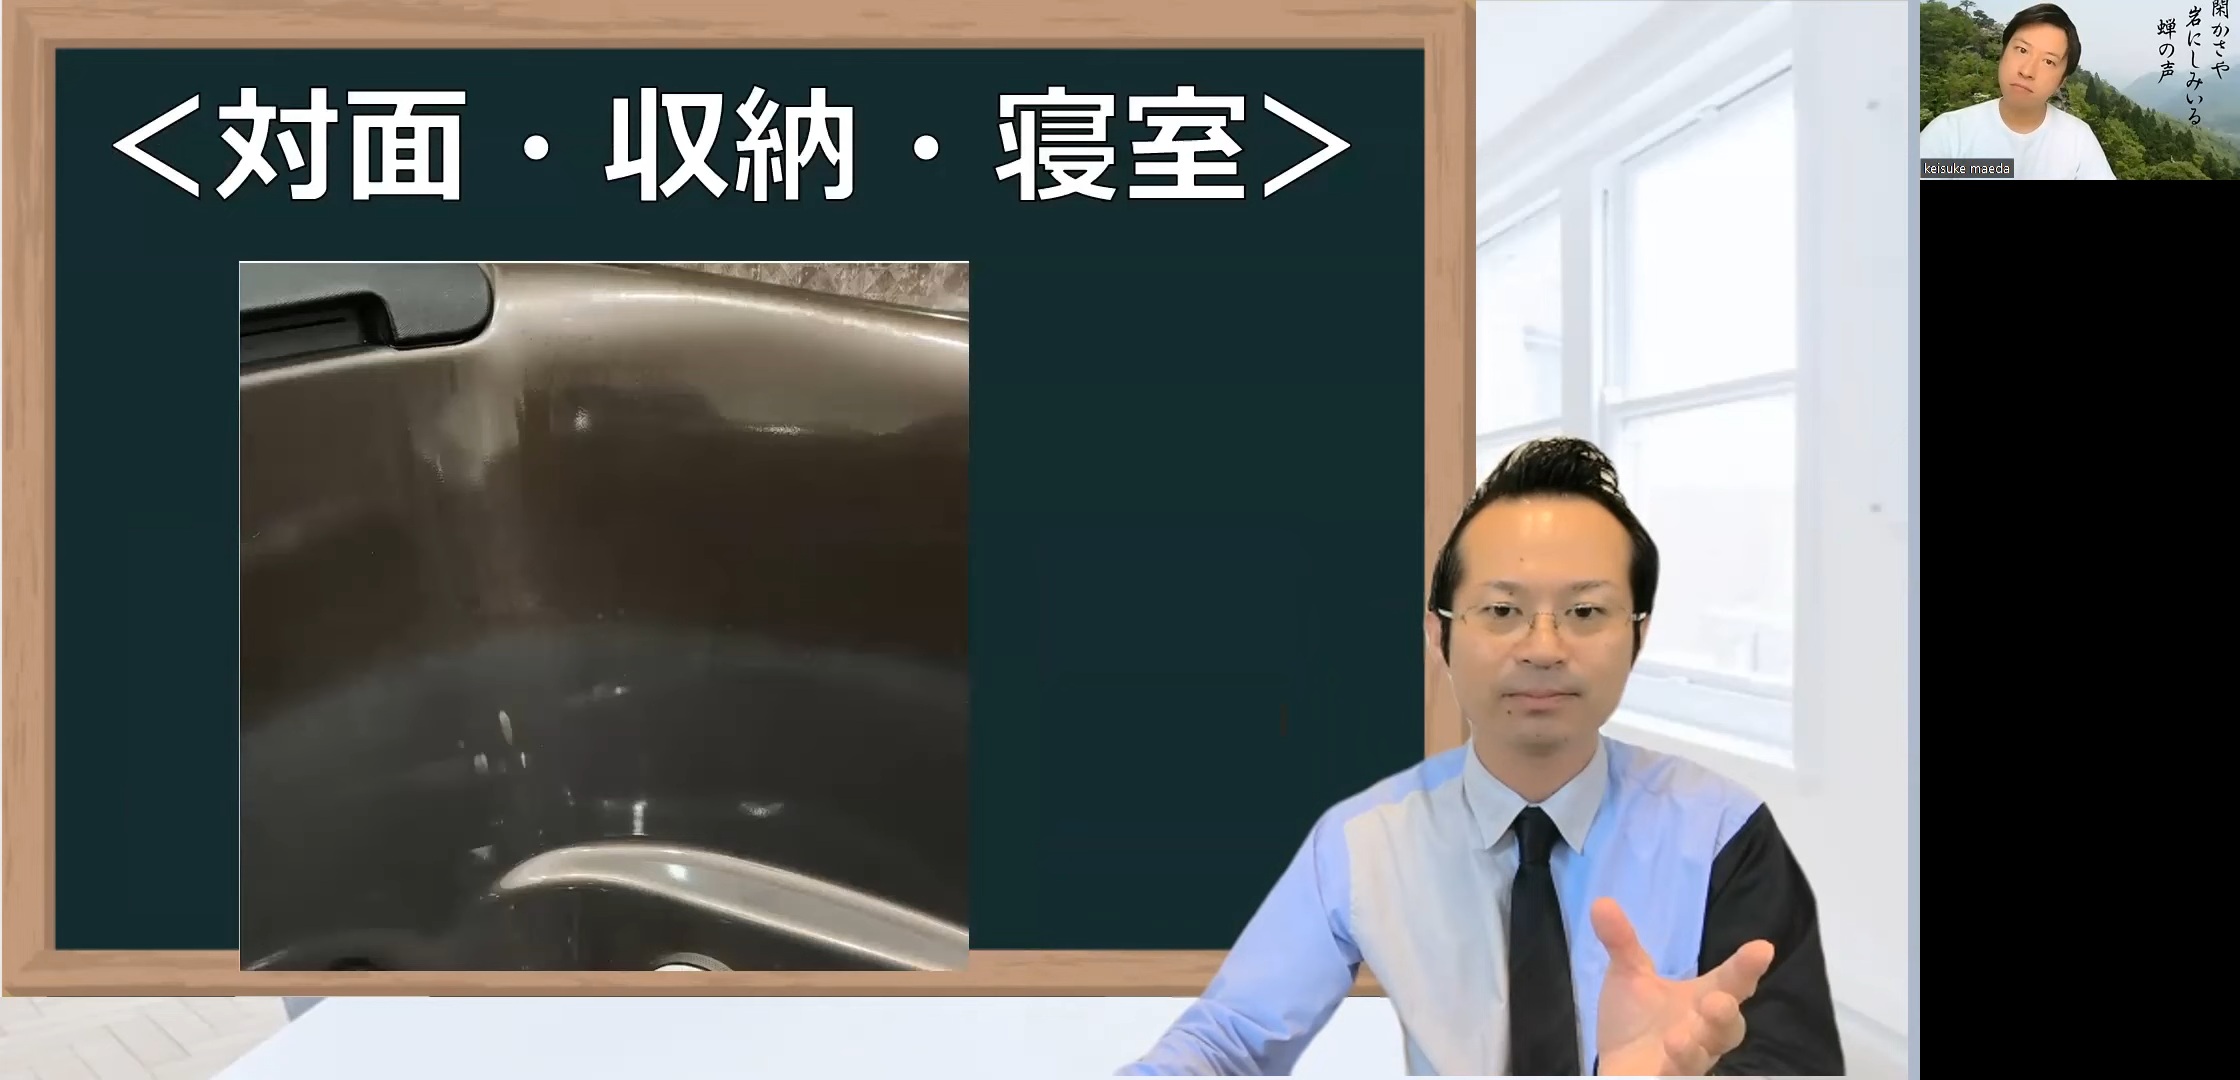 ＜対面・収納・寝室＞
閑かさや
岩にしみいる
蝉の声
keisuke maeda